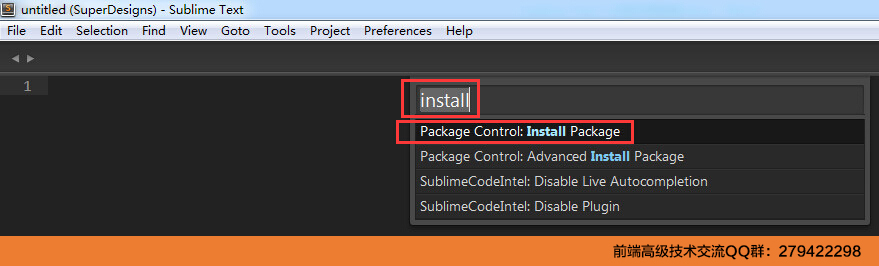 untitled (SuperDesigns) - Sublime Text
File Edit Selection Find View Goto Tools Project Preferences Help
1
install
Package Control: Install Package
Package Control: Advanced Install Package
SublimeCodeIntel: Disable Live Autocompletion
SublimeCodeIntel: Disable Plugin
前端高级技术交流QQ群：279422298